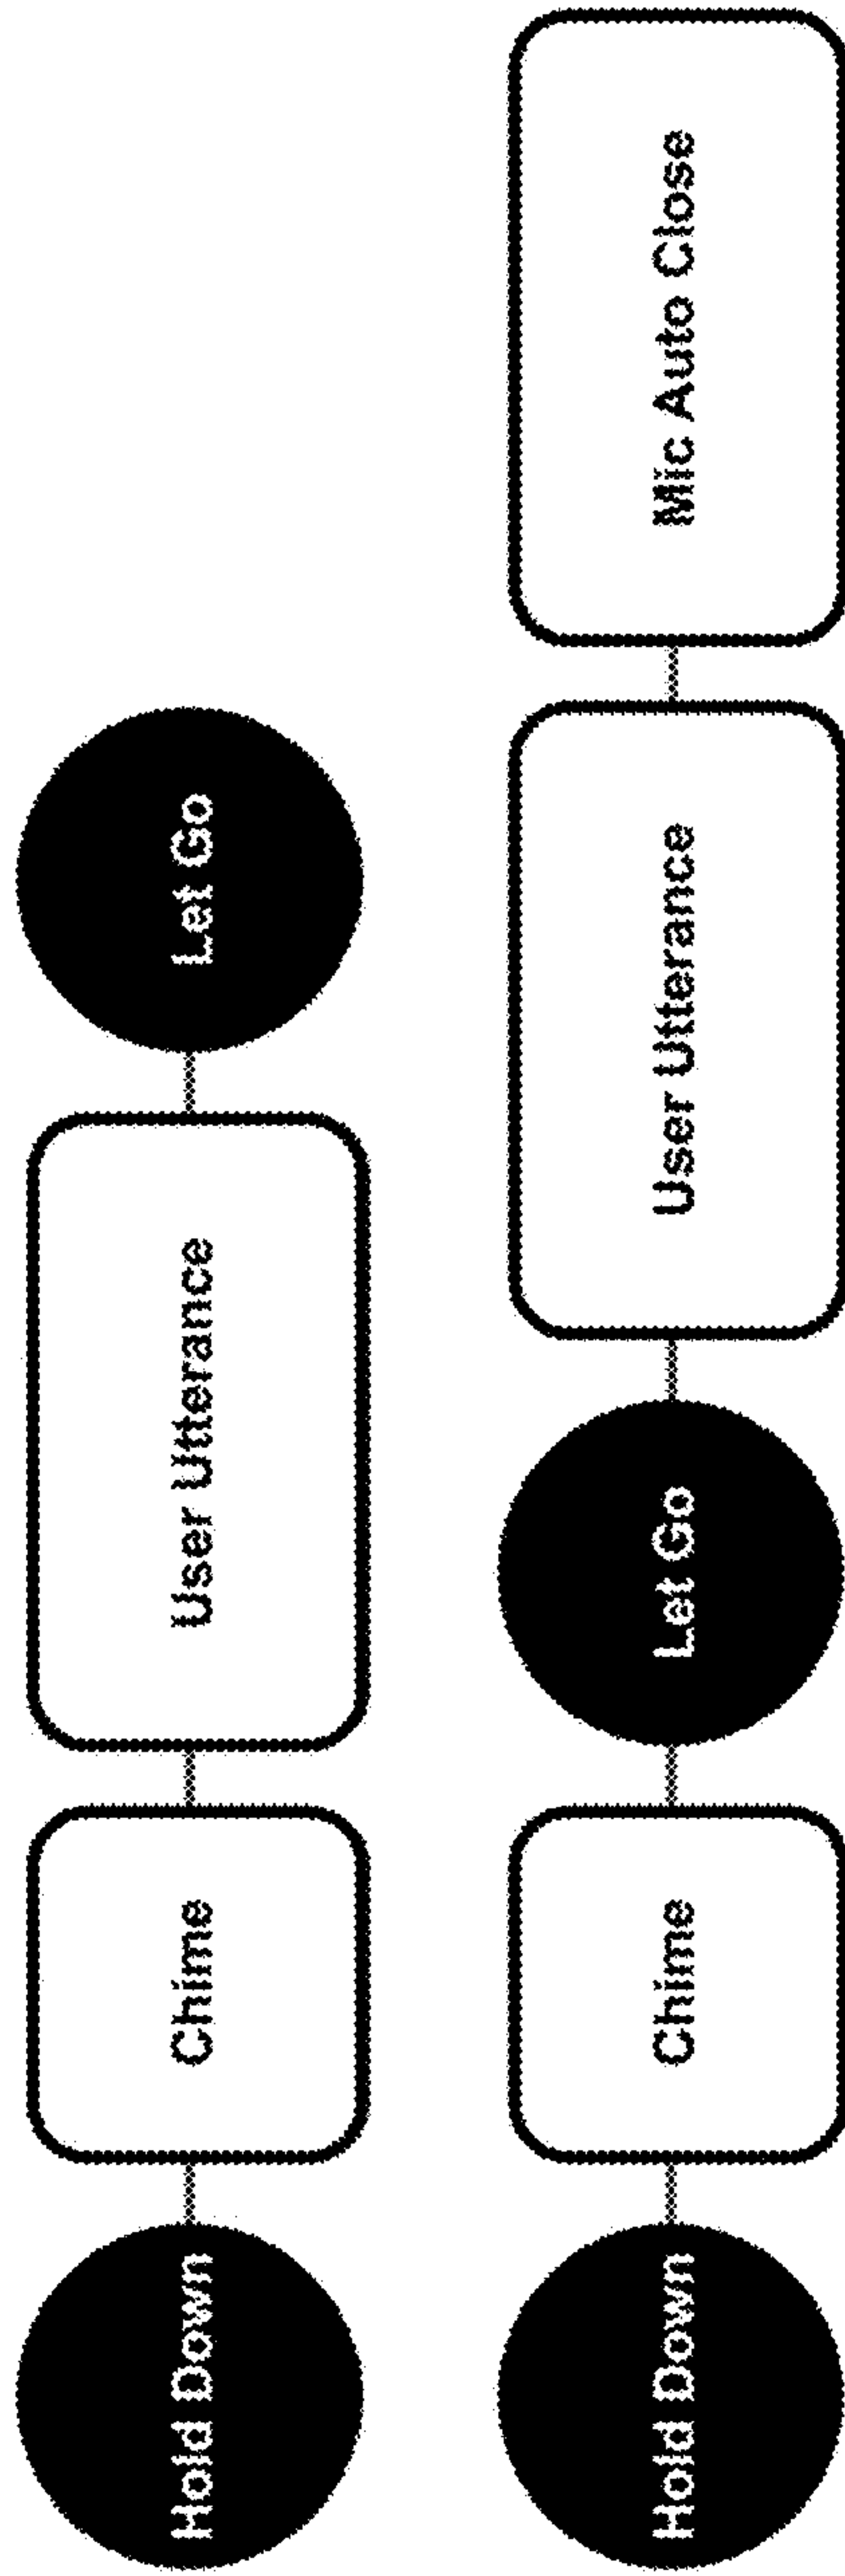 Hold Down
Chime
User Utterance
Let Go
Hold Down
Chime
Let Go
User Utterance
Mic Auto Close